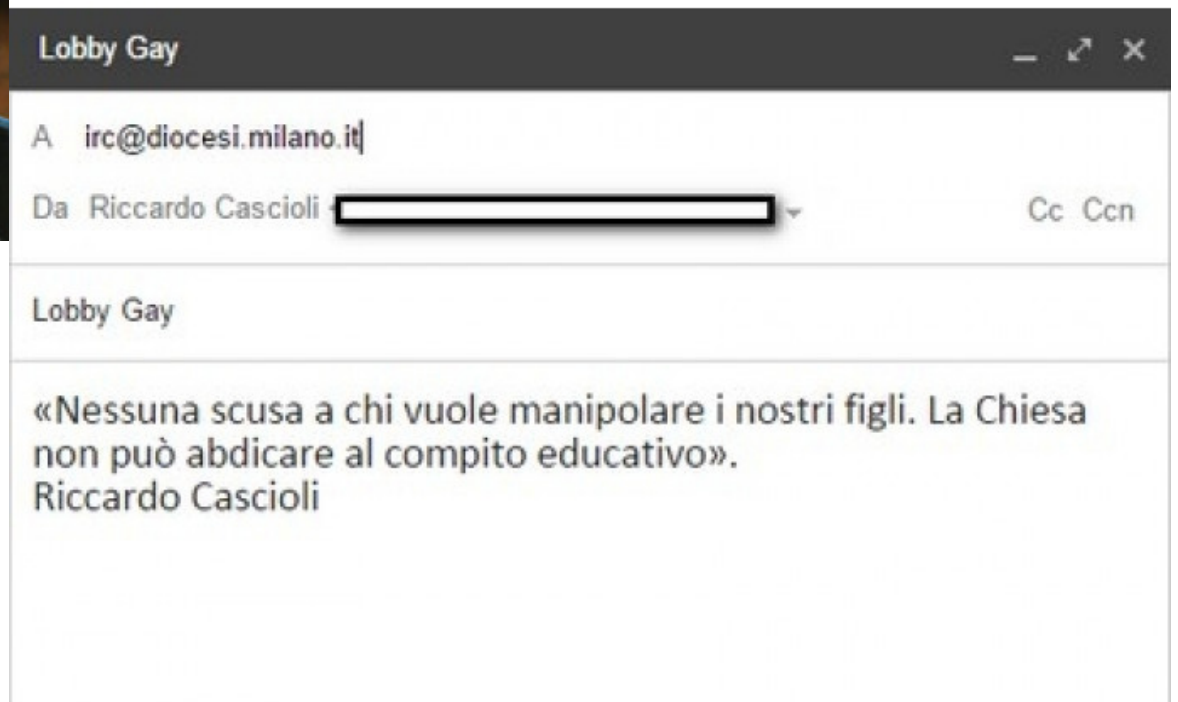 Lobby Gay
A irc@diocesi.milano.it
Da Riccardo Cascioli
Cc Ccn
Lobby Gay
«Nessuna scusa a chi vuole manipolare i nostri figli. La Chiesa
non può abdicare al compito educativo».
Riccardo Cascioli